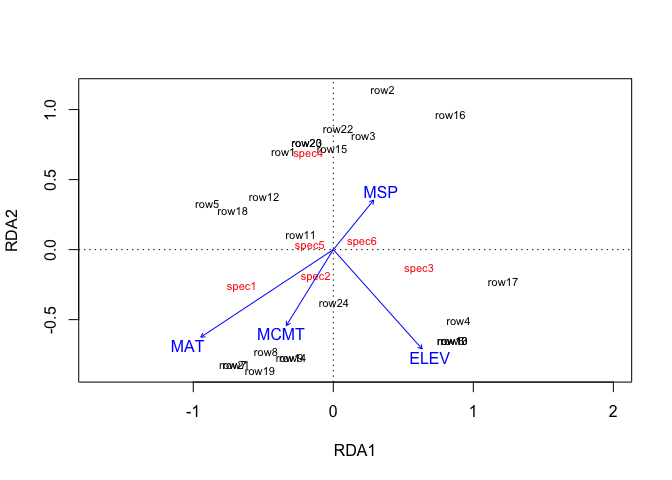 row2
1.0
row16
row22
row3
row15
row1
spec4
0.5
MSP
row12
row5
row18
row11
spec6
spec5
0.0
RDA2
spec3
spec2
row17
spec1
row24
row4
-0.5
MCMT
MAT
ELEV
row8
row19
-1
0
1
2
RDA1